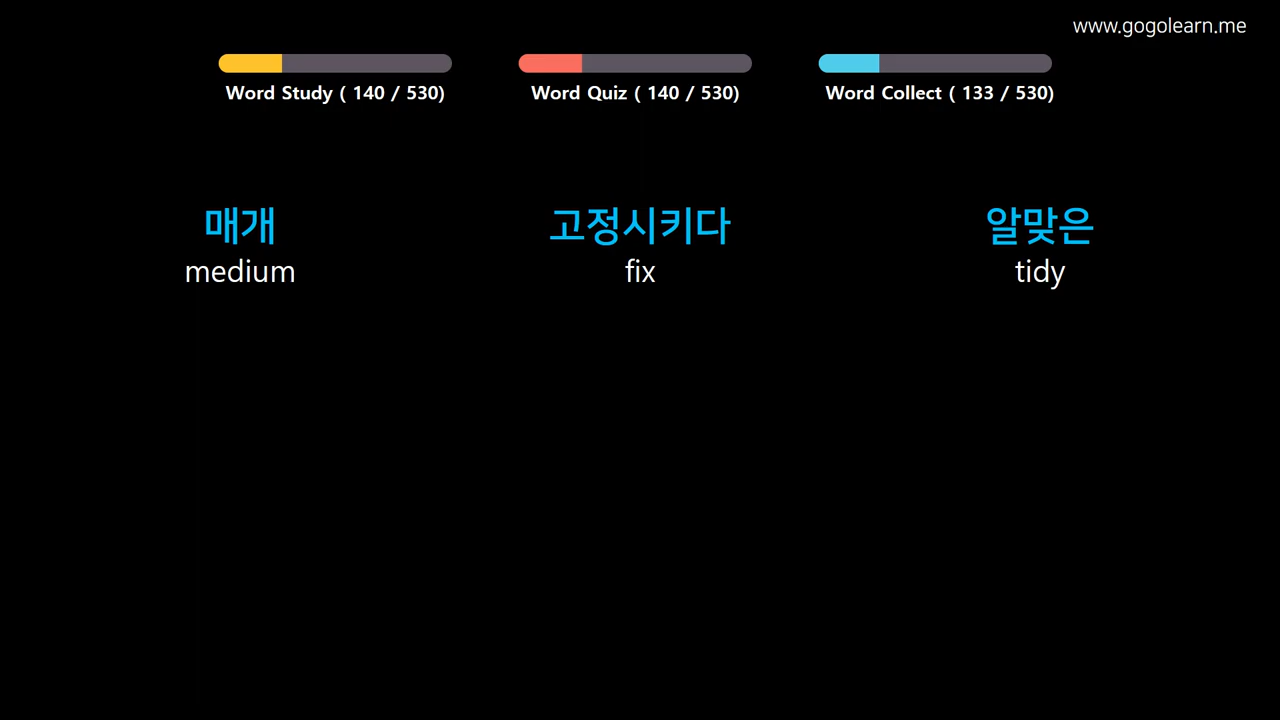 www.gogolearn.me
Word Study ( 140 / 530)
Word Quiz ( 140 / 530)
Word Collect ( 133 / 530)
매개
medium
고정시키다
fix
알맞은
tidy